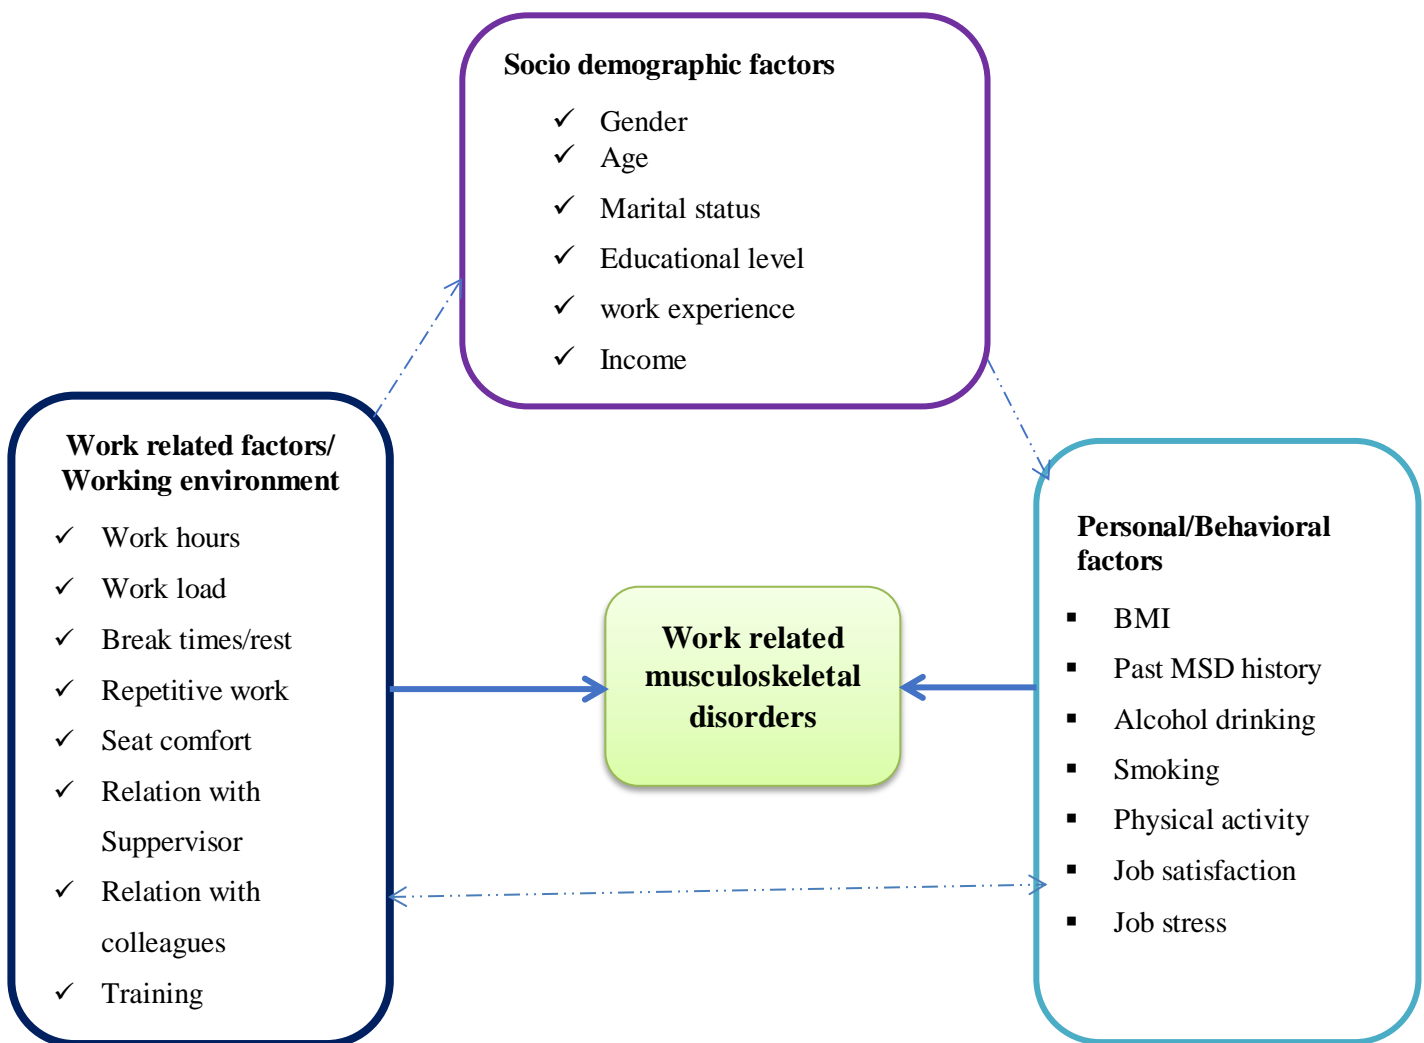 Socio demographic factors
✓ Gender
✓ Age
✓ Marital status
✓ Educational level
✓ work experience
✓ Income
Work related factors/
Working environment
✓ Work hours
✓ Work load
✓ Break times/rest
✓ Repetitive work
✓ Seat comfort
✓ Relation with
Suppervisor
✓ Relation with
colleagues
✓ Training
Work related
musculoskeletal
disorders
Personal/Behavioral
factors
▪ BMI
▪ Past MSD history
▪ Alcohol drinking
▪ Smoking
▪ Physical activity
▪ Job satisfaction
▪ Job stress